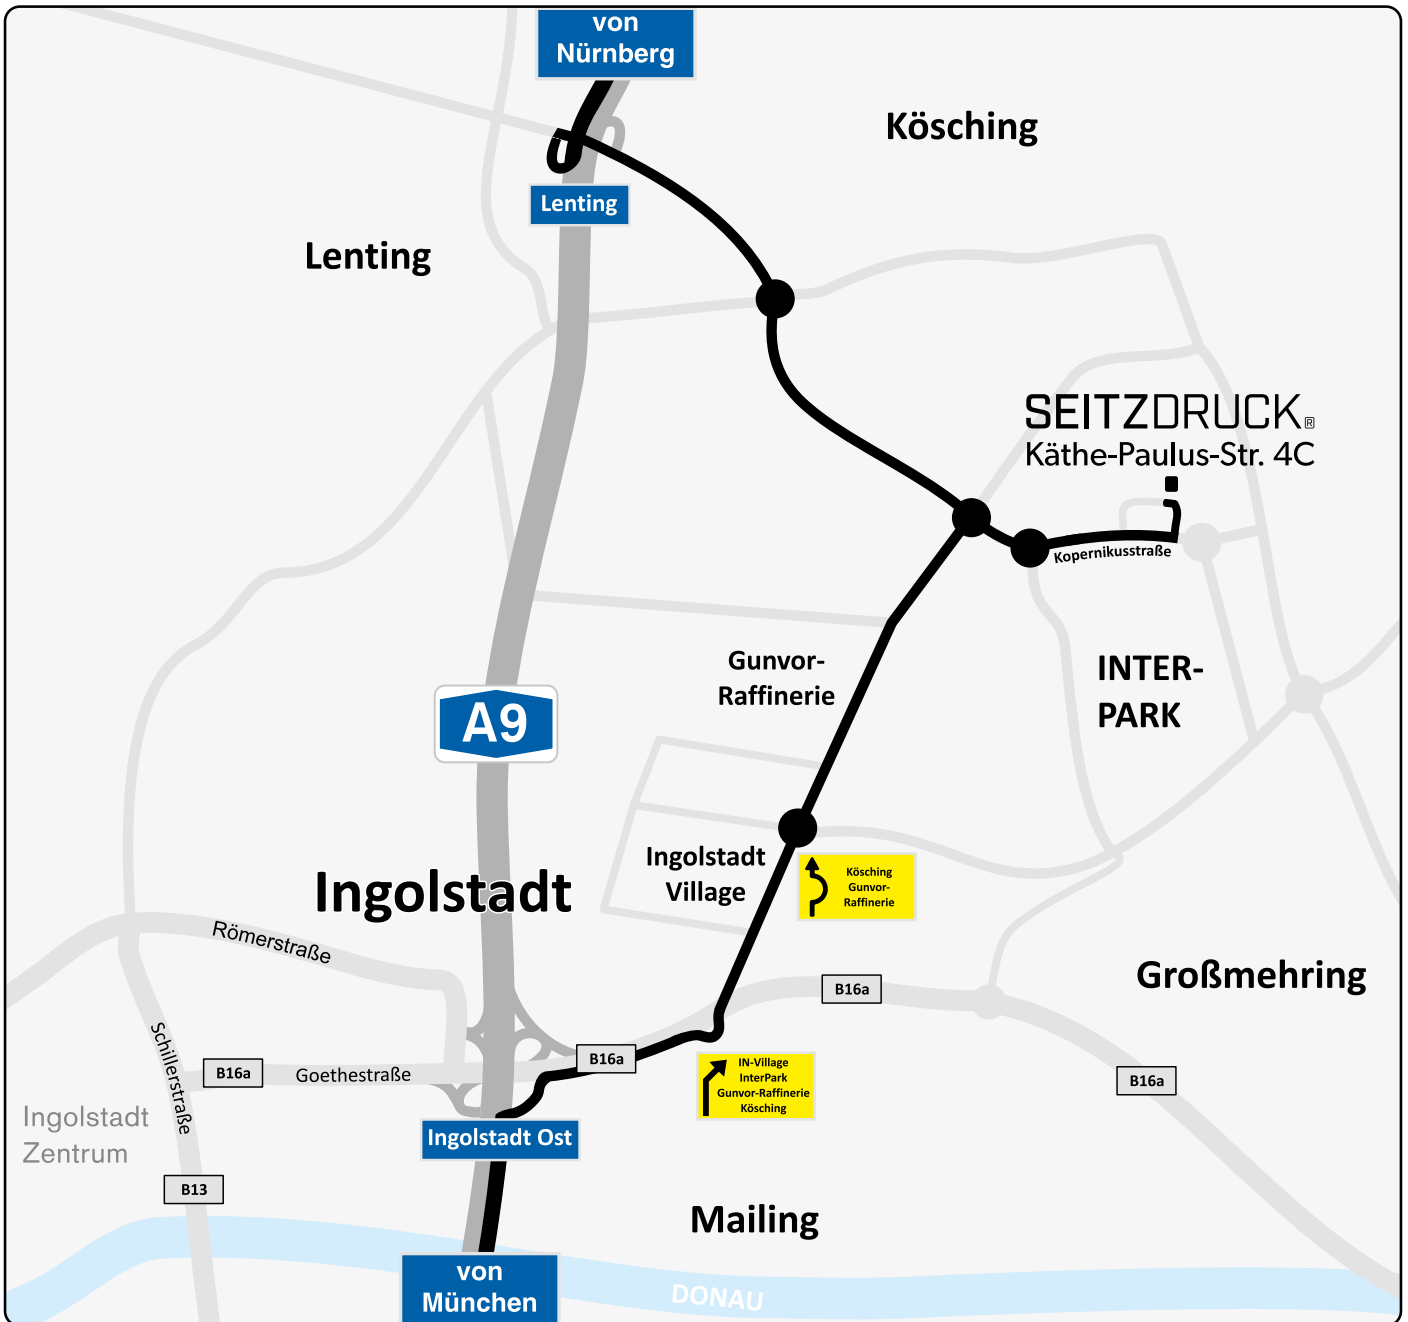 von
Nürnberg
Kösching
Lenting
Lenting
SEITZDRUCK®
Käthe-Paulus-Str. 4C
Kopernikusstraße
Gunvor-
Raffinerie
INTER-
PARK
A9
Ingolstadt
Village
Kösching
Gunvor-
Raffinerie
Ingolstadt
Römerstraße
Großmehring
B16a
Schillerstraße
B16a
Goethestraße
B16a
IN-Village
InterPark
Gunvor-Raffinerie
Kösching
B16a
Ingolstadt
Zentrum
Ingolstadt Ost
B13
Mailing
von
München
DONAU